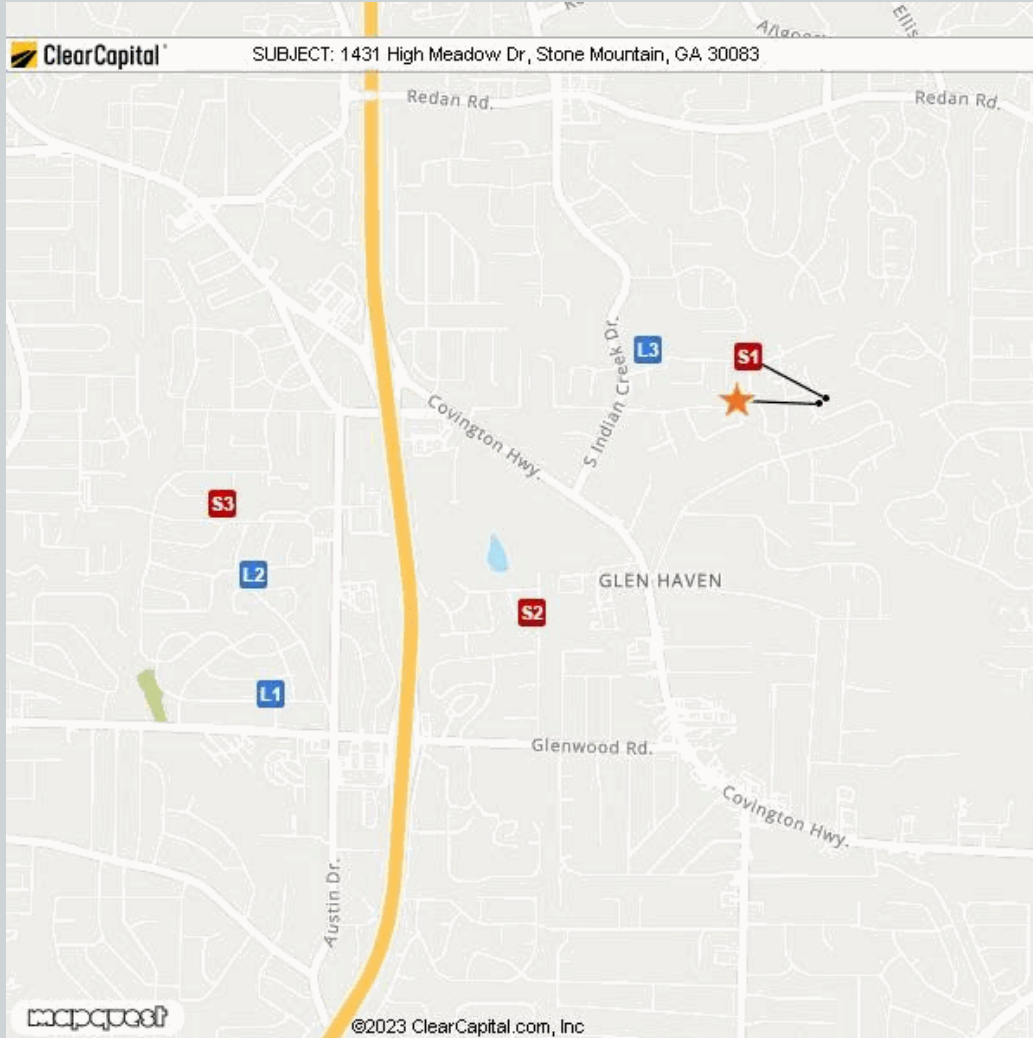 ClearCapital
SUBJECT: 1431 High Meadow Dr, Stone Mountain, GA 30083
Redan Rd.
Redan Rd.
S Indian Creek Dr.
L3
S1
Covington Hwy.
S3
L2
GLEN HAVEN
S2
L1
Glenwood Rd.
Covington Hwy.
Austin Dr.
mapquest
©2023 ClearCapital.com, Inc